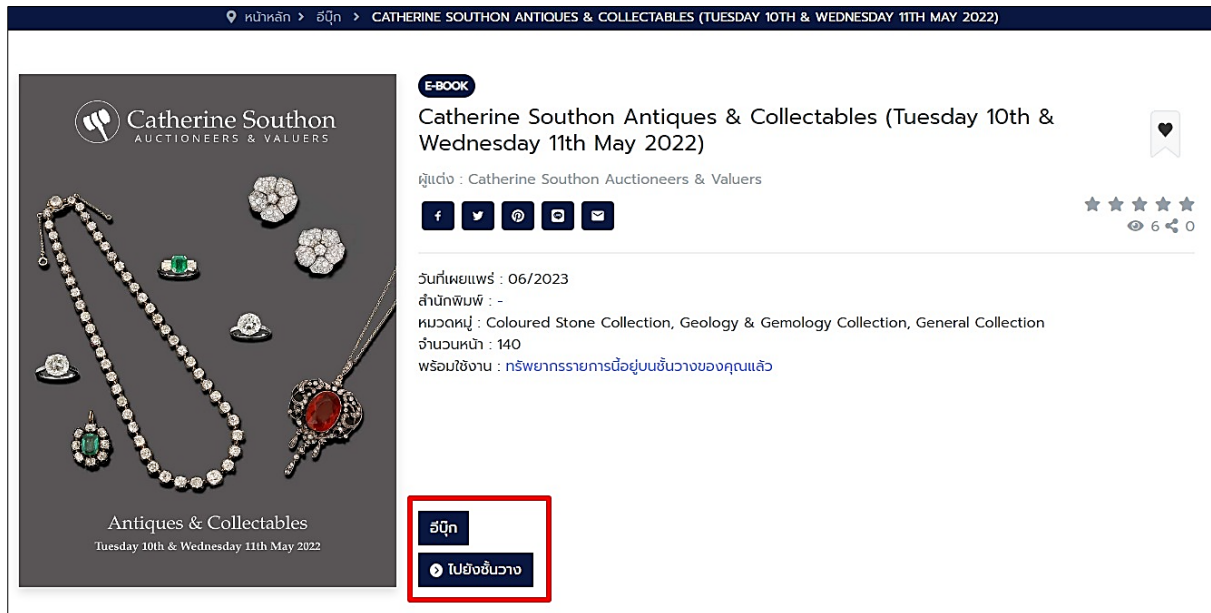 หน้าหลัก > อีบุ๊ก > CATHERINE SOUTHON ANTIQUES & COLLECTABLES (TUESDAY 10TH & WEDNESDAY 11TH MAY 2022)
Catherine Southon
AUCTIONEERS & VALUERS
Antiques & Collectables
Tuesday 10th & Wednesday 11th May 2022
E-BOOK
Catherine Southon Antiques & Collectables (Tuesday 10th &
Wednesday 11th May 2022)
ผู้แต่ง : Catherine Southon Auctioneers & Valuers
6 0
วันที่เผยแพร่ : 06/2023
สำนักพิมพ์ : -
หมวดหมู่ : Coloured Stone Collection, Geology & Gemology Collection, General Collection
จำนวนหน้า : 140
พร้อมใช้งาน : ทรัพยากรรายการนี้อยู่บนชั้นวางของคุณแล้ว
อีบุ๊ก
ไปยังชั้นวาง